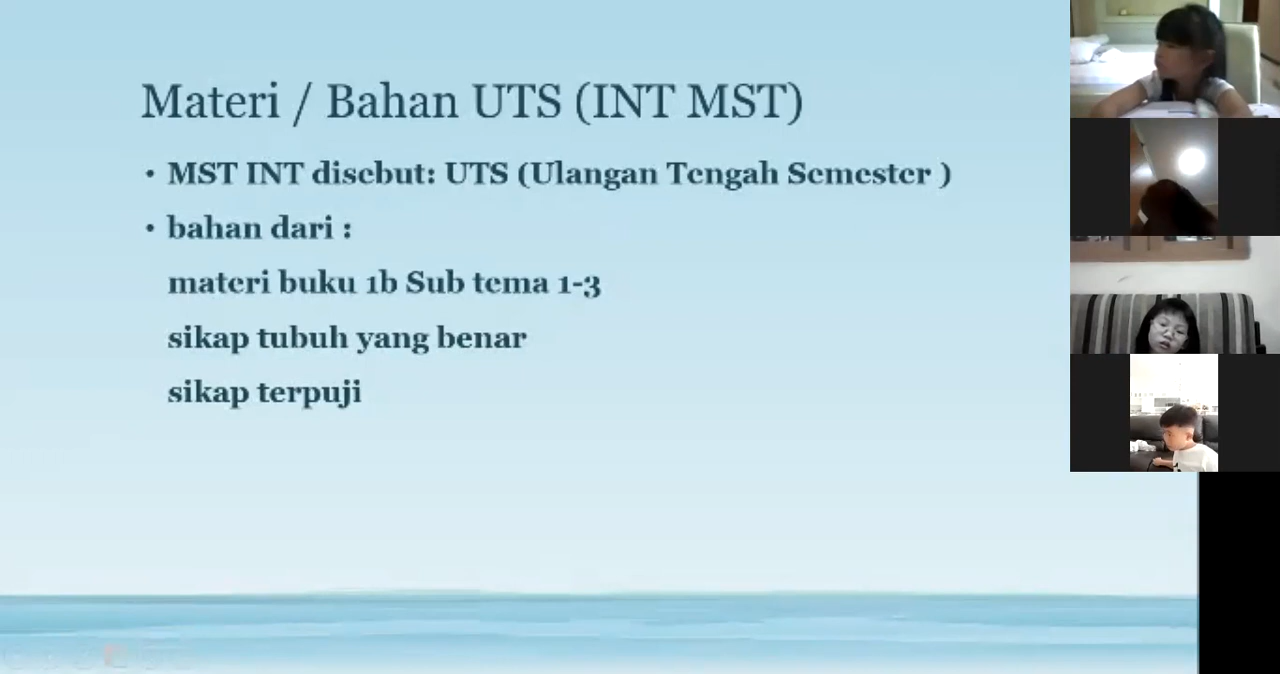 Materi / Bahan UTS (INT MST)
• MST INT disebut: UTS (Ulangan Tengah Semester )
• bahan dari :
materi buku 1b Sub tema 1-3
sikap tubuh yang benar
sikap terpuji